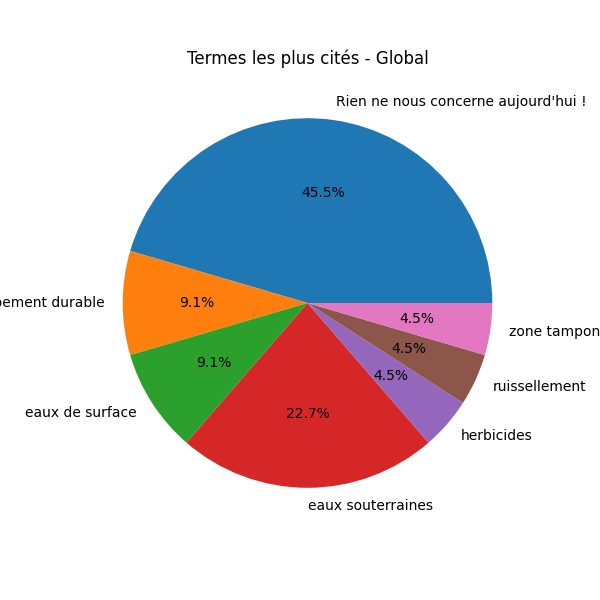 Termes les plus cités - Global
Rien ne nous concerne aujourd'hui !
45.5%
durable
9.1%
eaux de surface
9.1%
eaux souterraines
22.7%
herbicides
4.5%
ruissellement
4.5%
zone tampon
4.5%